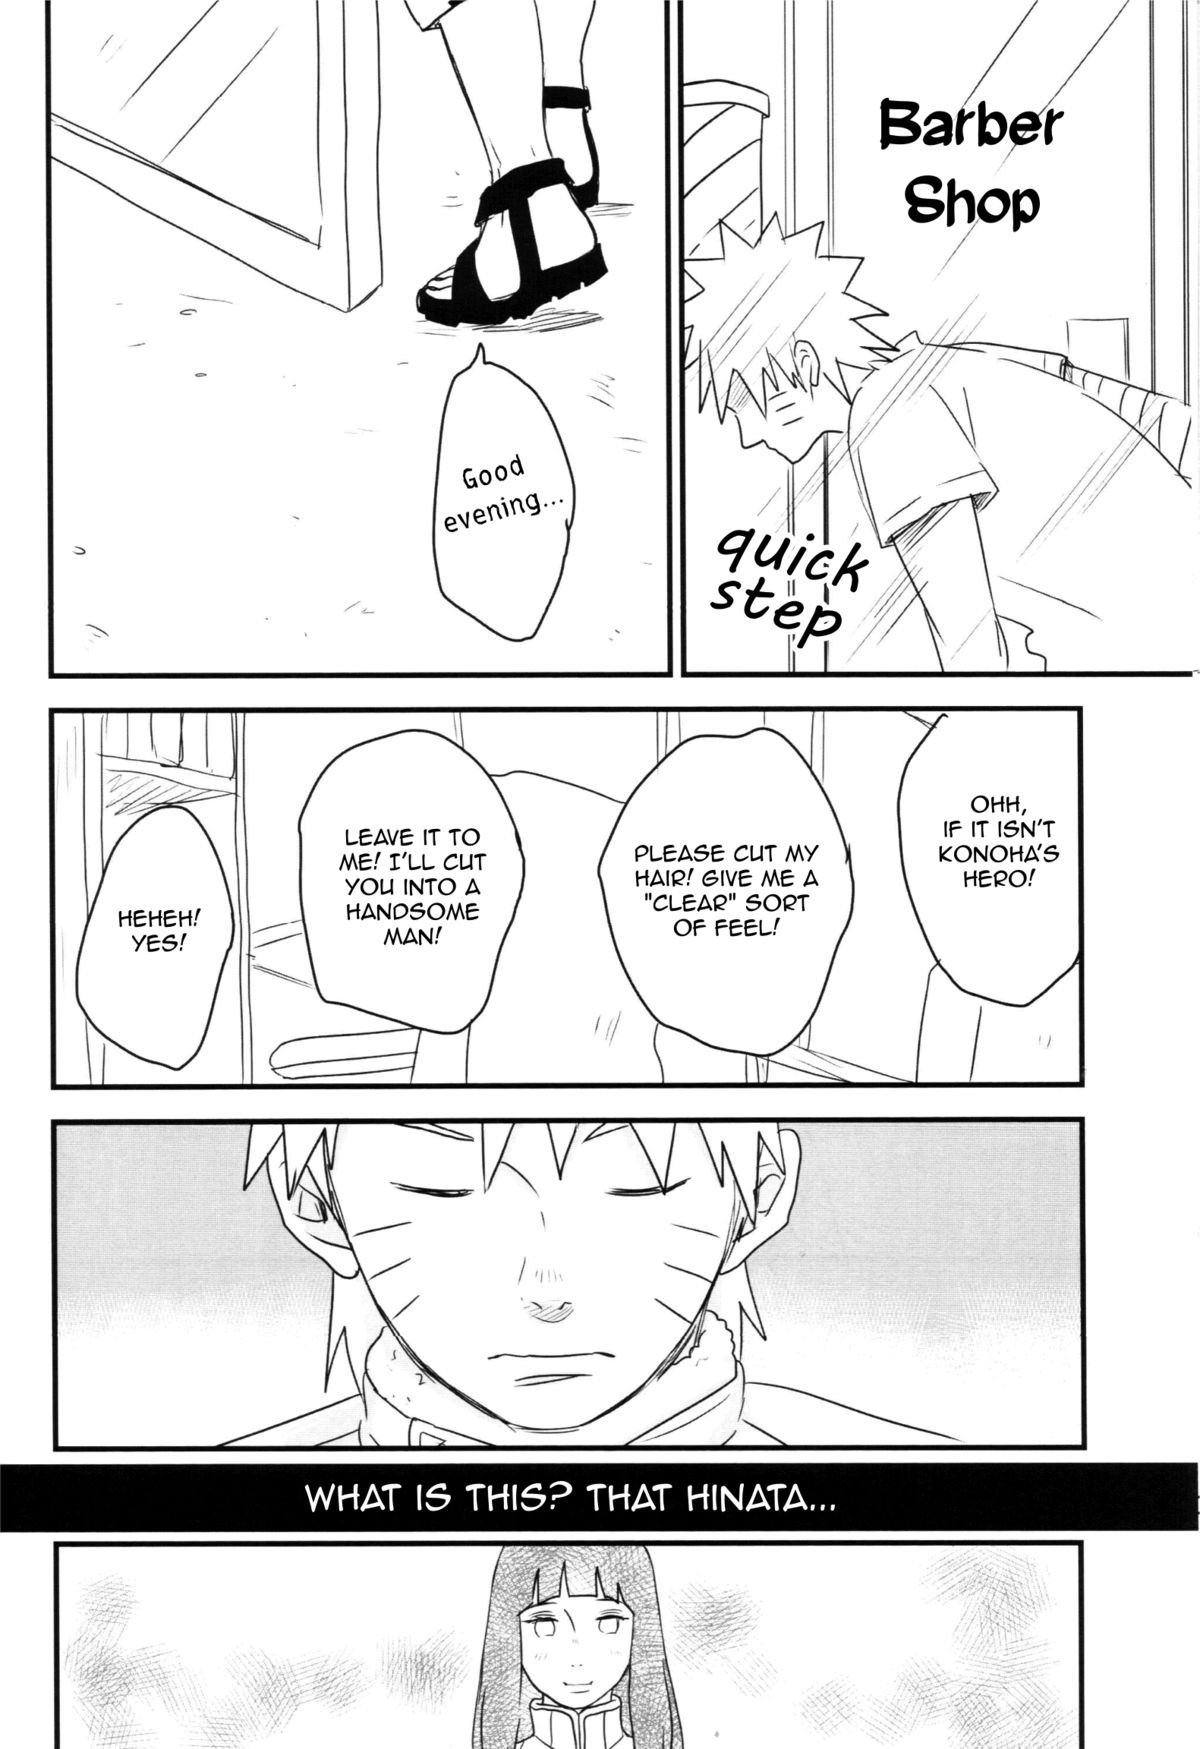 Barber
Shop
quick
step
Good
evening...
OHH,
IF IT ISN'T
KONOHA'S
HERO!
PLEASE CUT MY
HAIR! GIVE ME A
"CLEAR" SORT
OF FEEL!
LEAVE IT TO
ME! I'LL CUT
YOU INTO A
HANDSOME
MAN!
HEHEH!
YES!
WHAT IS THIS? THAT HINATA...